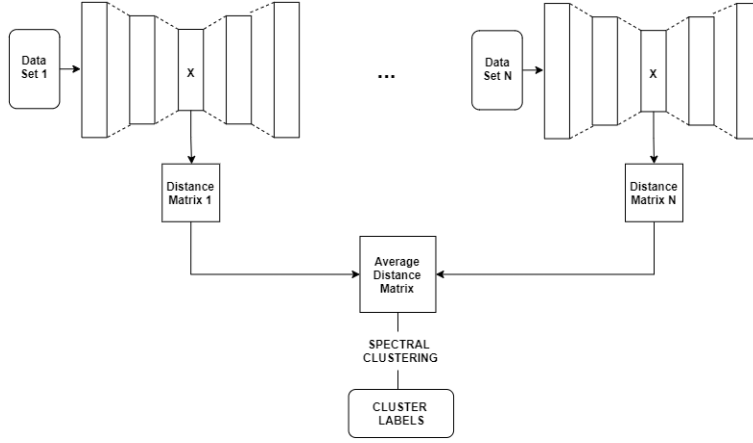 Data
Set 1
X
...
Data
Set N
X
Distance
Matrix 1
Distance
Matrix N
Average
Distance
Matrix
SPECTRAL
CLUSTERING
CLUSTER
LABELS